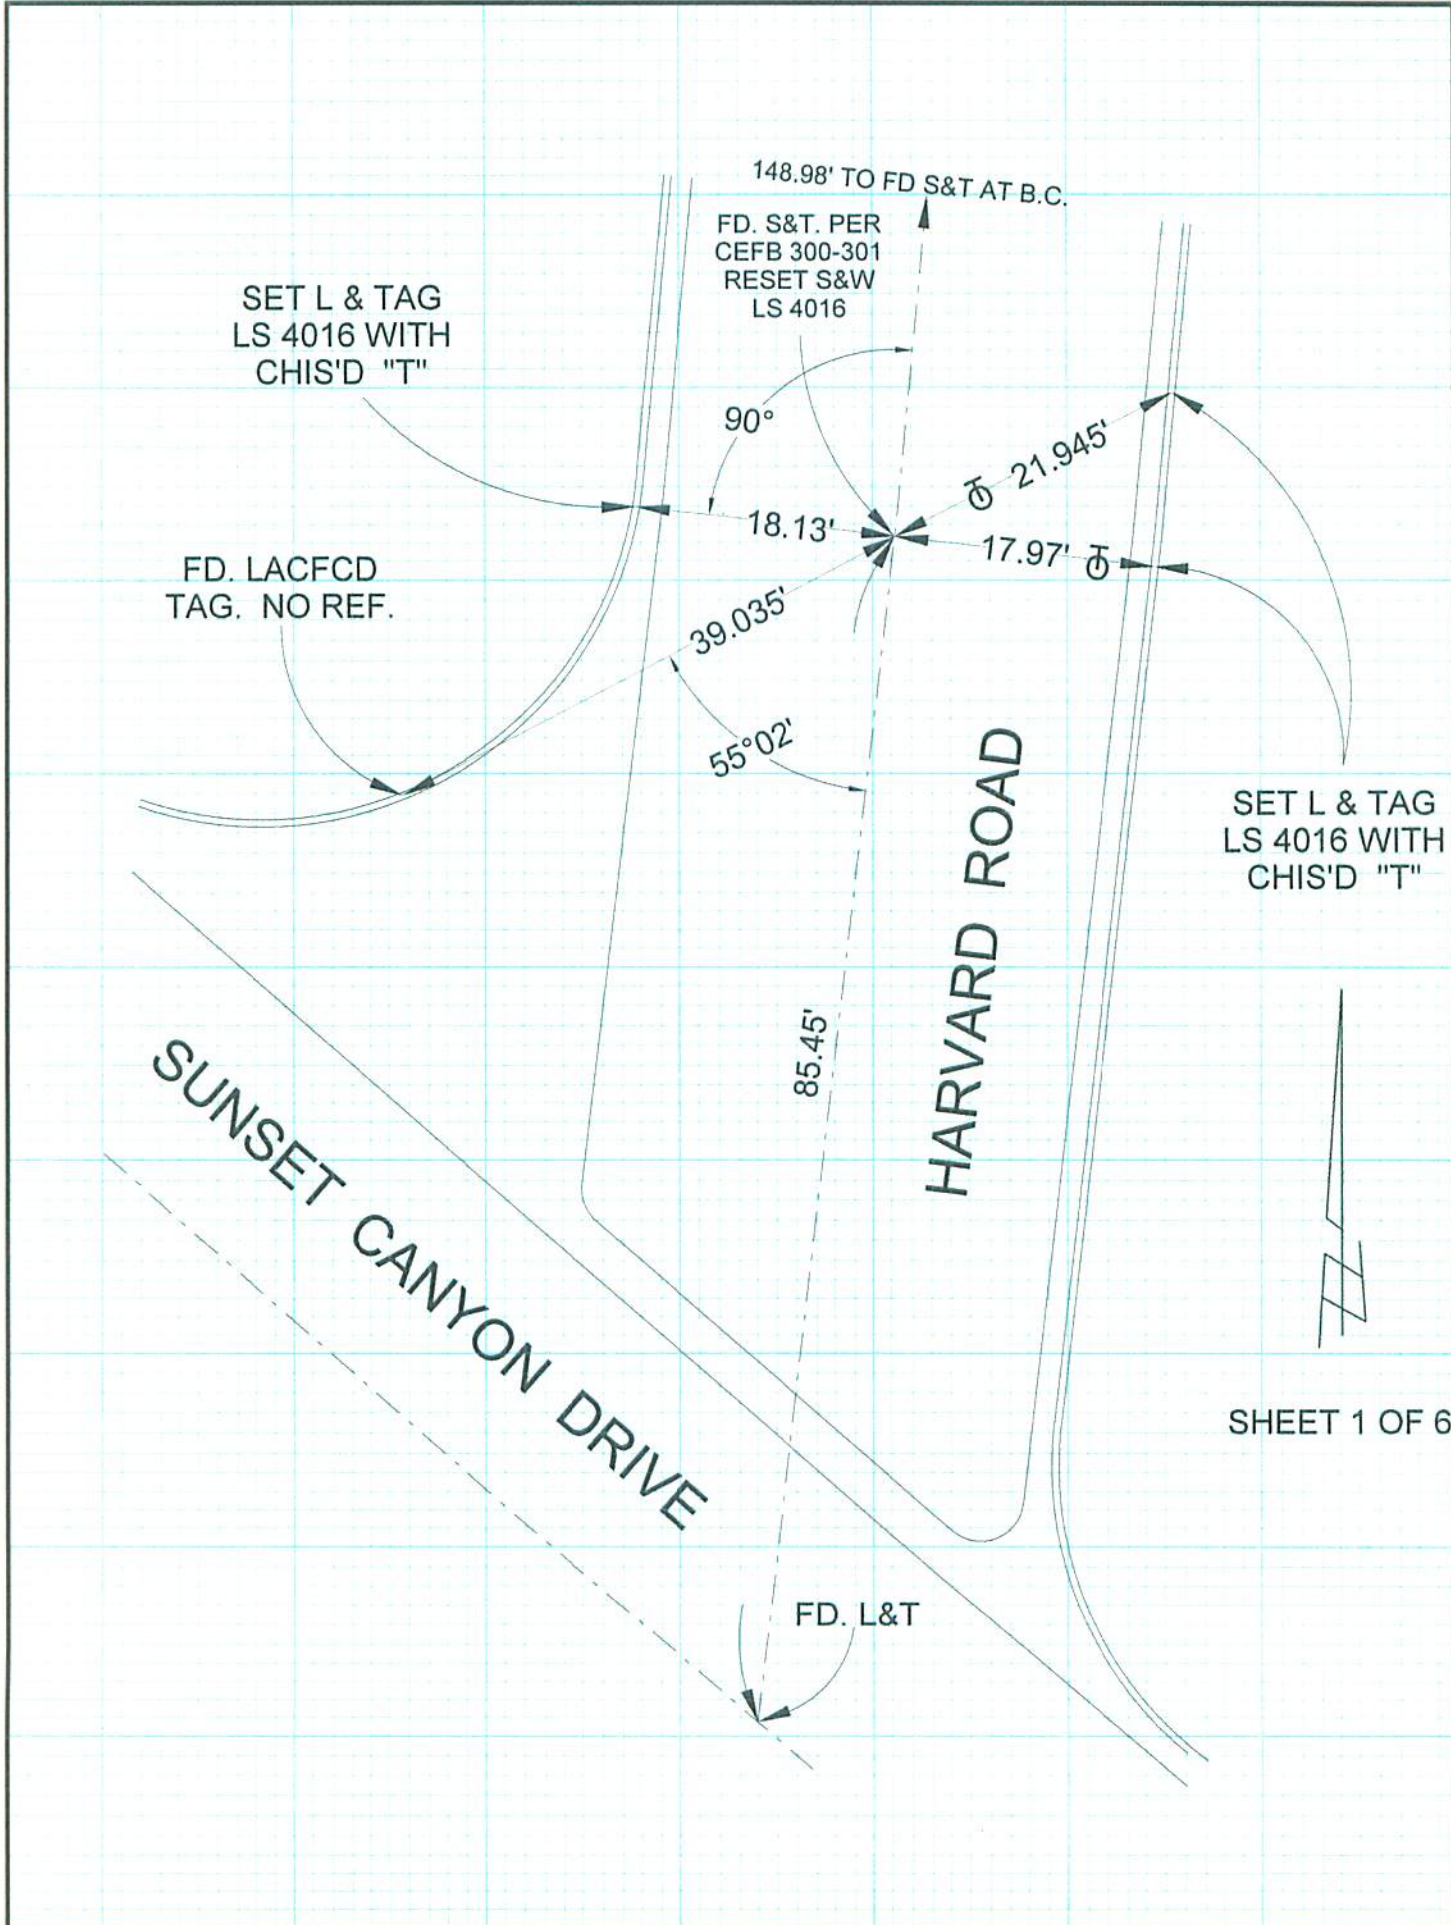 148.98' TO FD S&T AT B.C.
FD. S&T. PER
CEFB 300-301
RESET S&W
LS 4016
SET L & TAG
LS 4016 WITH
CHIS'D "T"
90°
21.945'
18.13'
17.97'
FD. LACFCD
TAG. NO REF.
39.035'
55°02'
HARVARD ROAD
SET L & TAG
LS 4016 WITH
CHIS'D "T"
85.45'
SUNSET CANYON DRIVE
SHEET 1 OF 6
FD. L&T